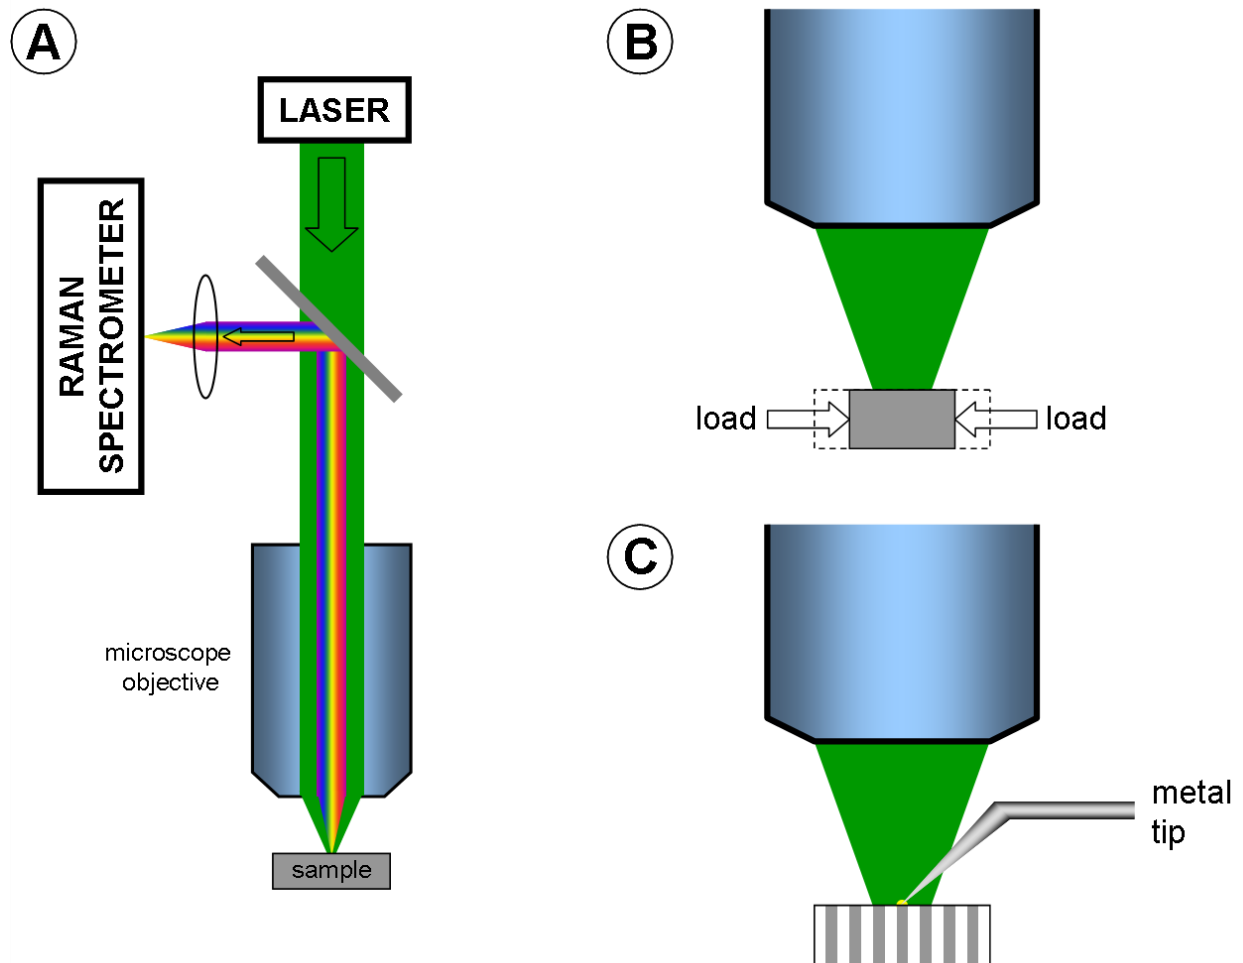 A
LASER
RAMAN
SPECTROMETER
microscope
objective
sample
B
load
load
C
metal
tip